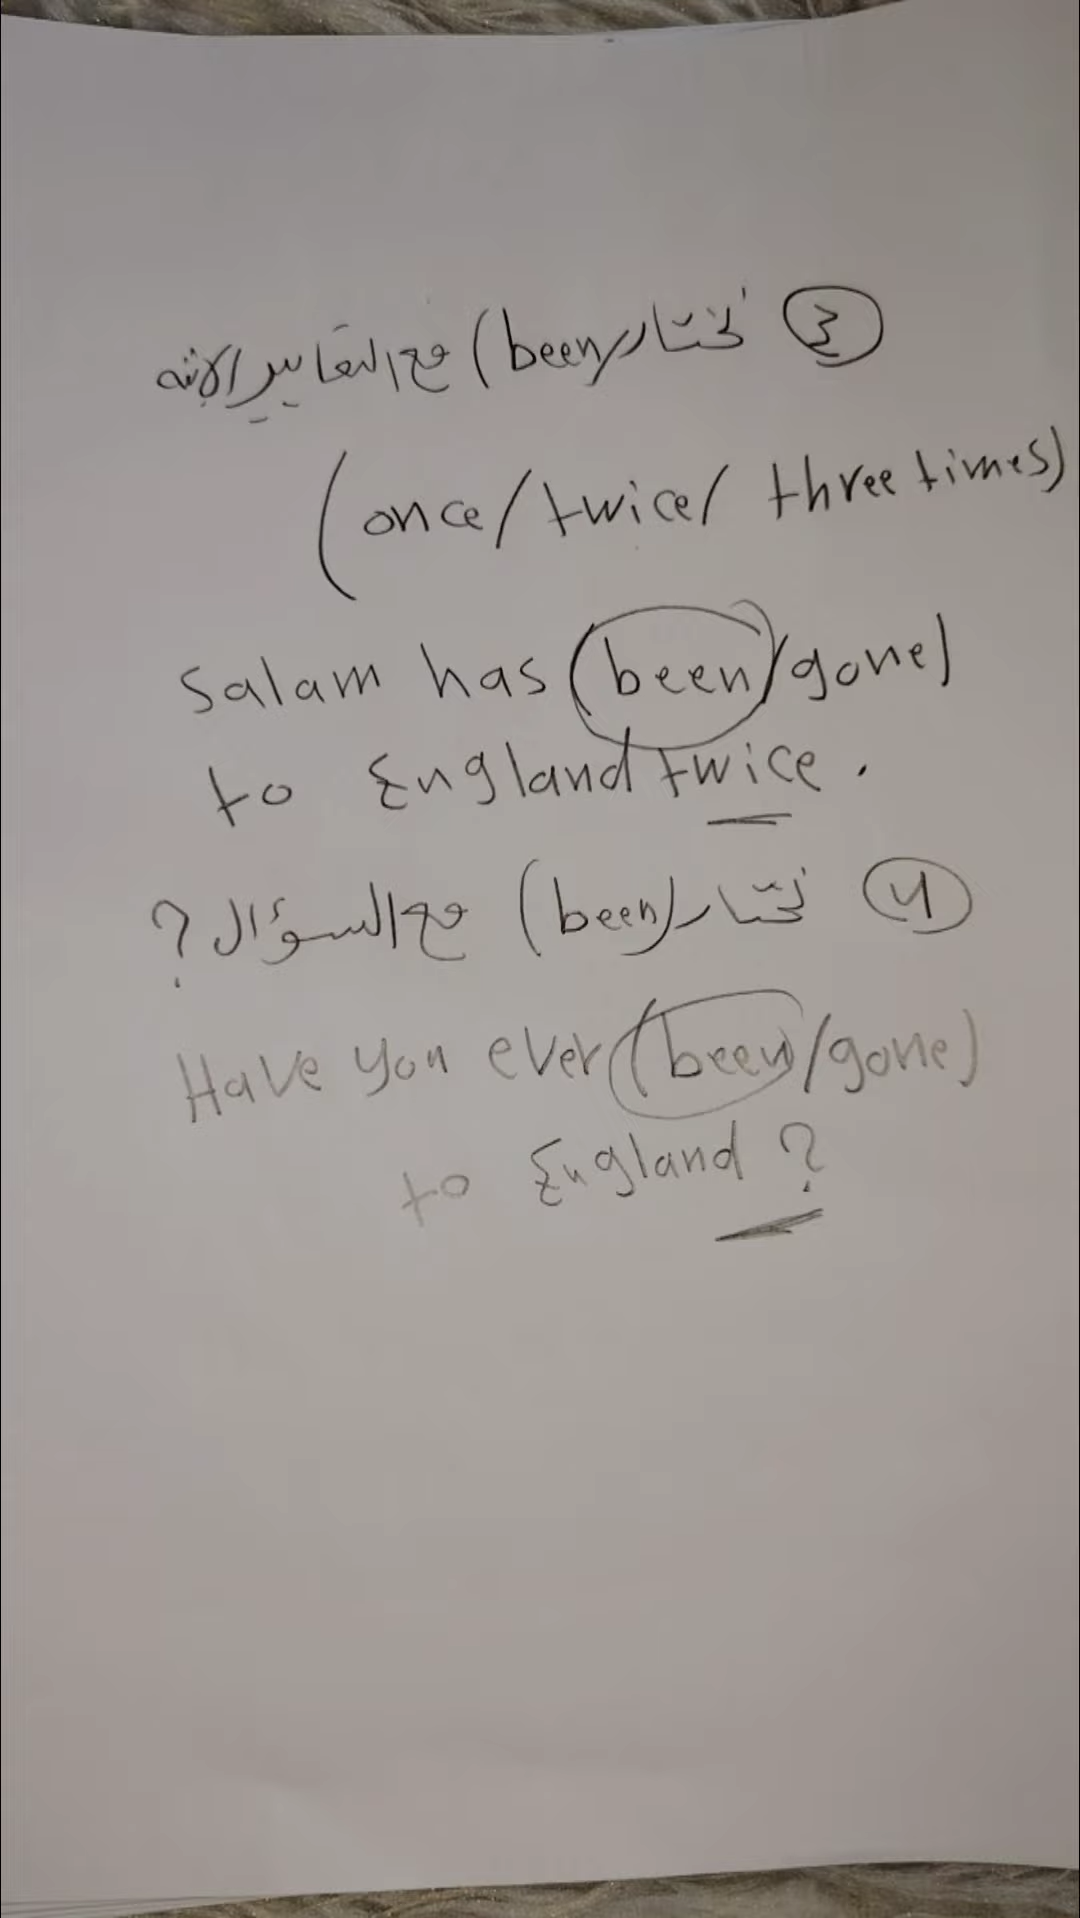 ③ نختار (been) مع التعابير الاتيه
(once/twice/ three times)
Salam has (been/gone)
to England twice.
④ نختار (been) مع السؤال ?
Have you ever (been/gone)
to England ?